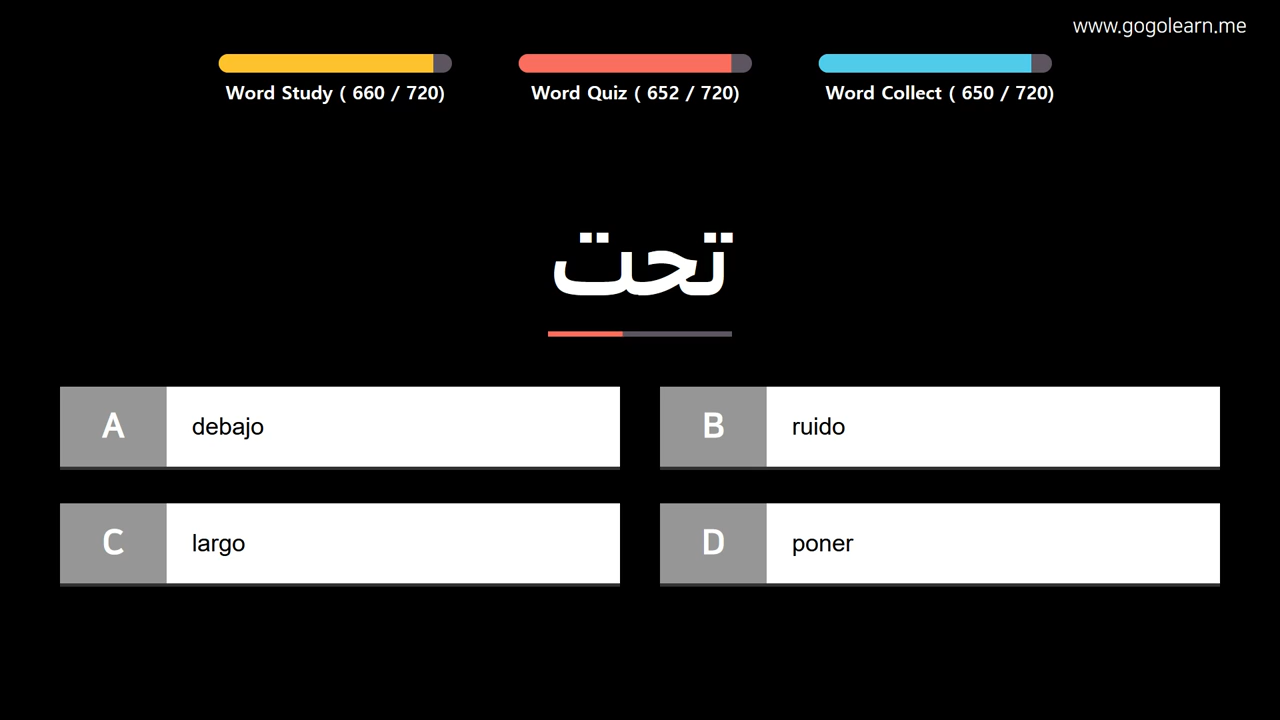 www.gogolearn.me
Word Study ( 660 / 720)
Word Quiz ( 652 / 720)
Word Collect ( 650 / 720)
تحت
A debajo
B ruido
C largo
D poner